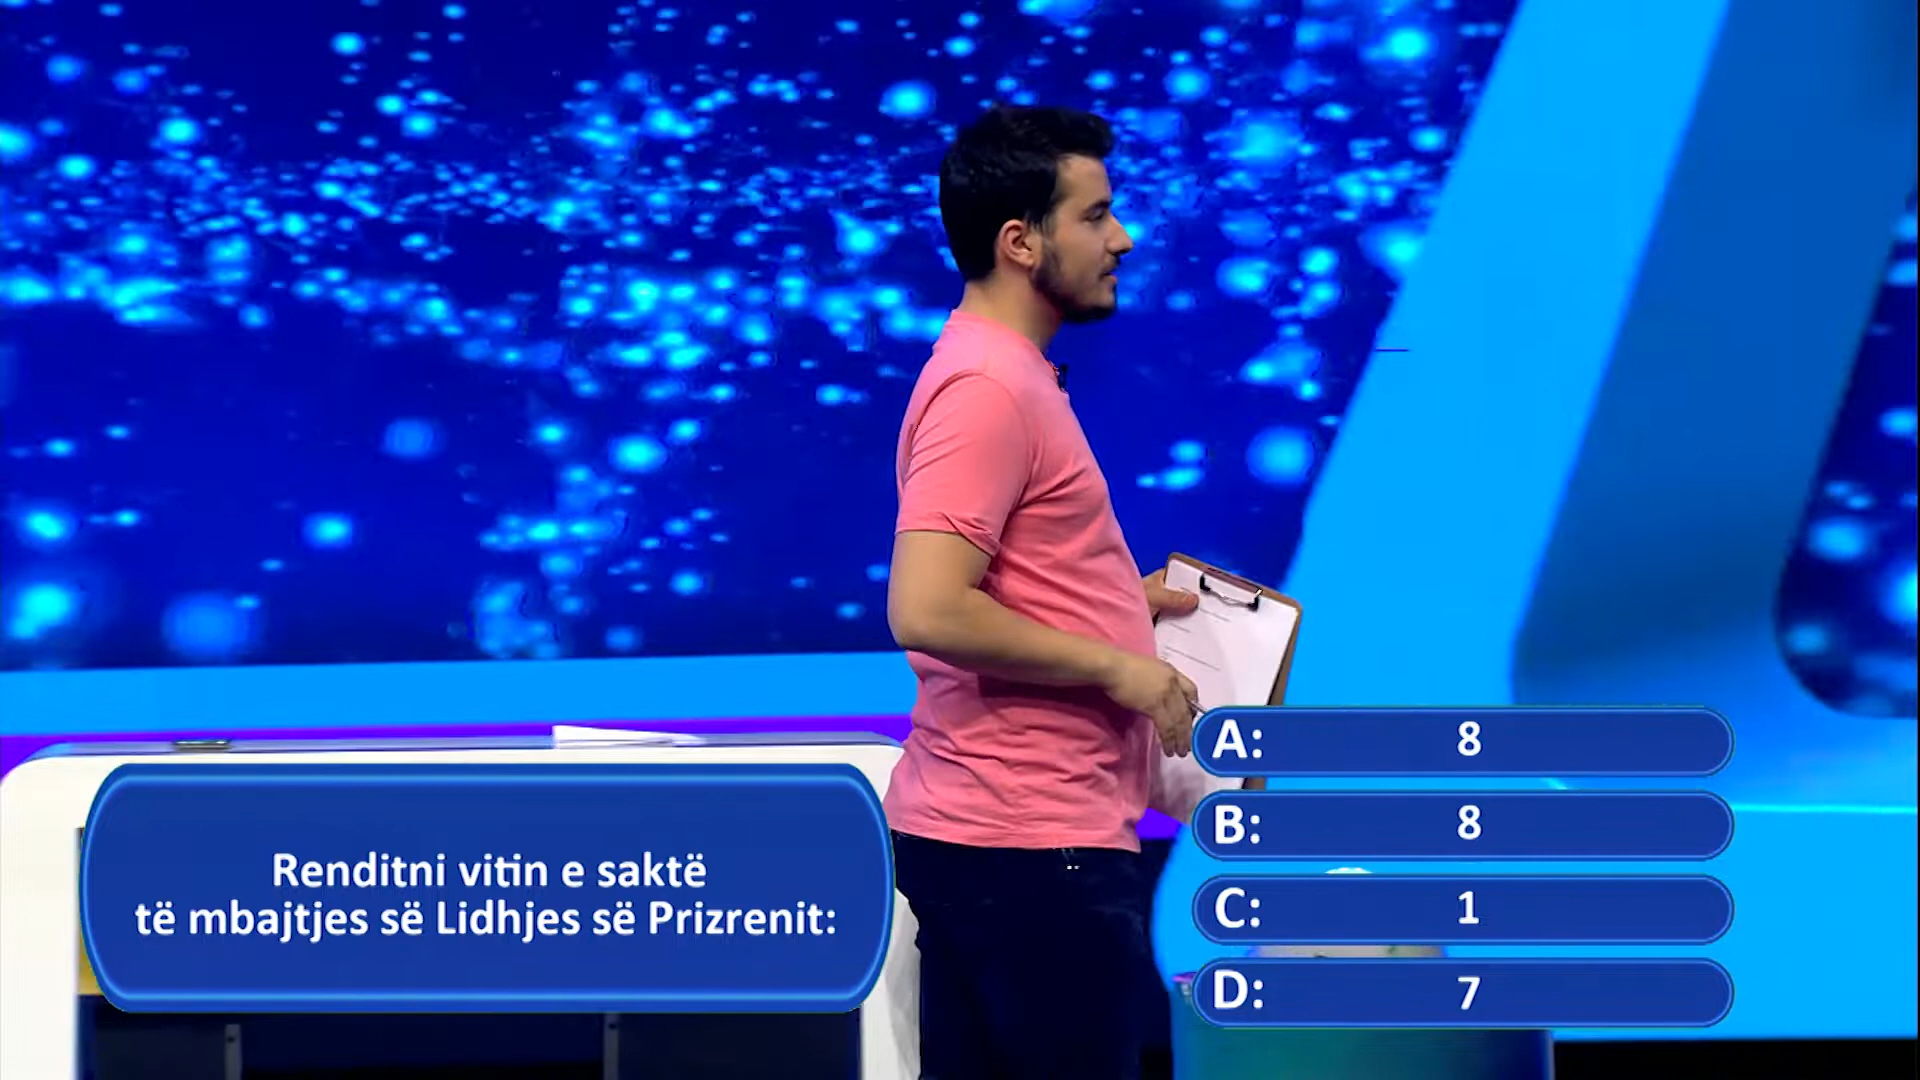 Renditni vitin e saktë
të mbajtjes së Lidhjes së Prizrenit:
A: 8
B: 8
C: 1
D: 7